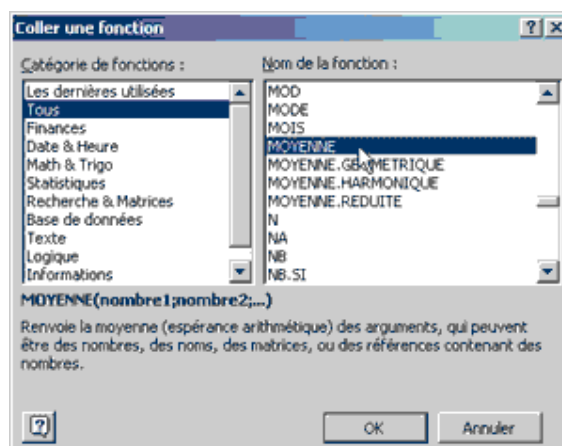 Coller une fonction
Catégorie de fonctions :
Nom de la fonction :
Les dernières utilisées
Tous
Finances
Date & Heure
Math & Trigo
Statistiques
Recherche & Matrices
Base de données
Texte
Logique
Informations
MOD
MODE
MOIS
MOYENNE
MOYENNE.GEOMETRIQUE
MOYENNE.HARMONIQUE
MOYENNE.REDUITE
N
NA
NB
NB.SI
MOYENNE(nombre1;nombre2;...)
Renvoie la moyenne (espérance arithmétique) des arguments, qui peuvent
être des nombres, des noms, des matrices, ou des références contenant des
nombres.
OK
Annuler